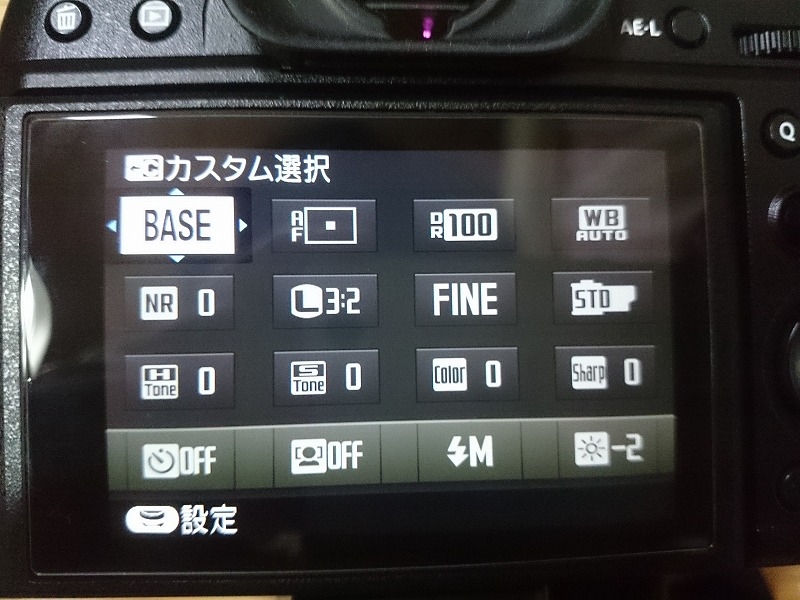 AE-L
Q
C カスタム選択
BASE AF DR100 WB AUTO
NR 0 L3:2 FINE STD
H Tone 0 S Tone 0 Color 0 Sharp 0
OFF OFF M -2
設定